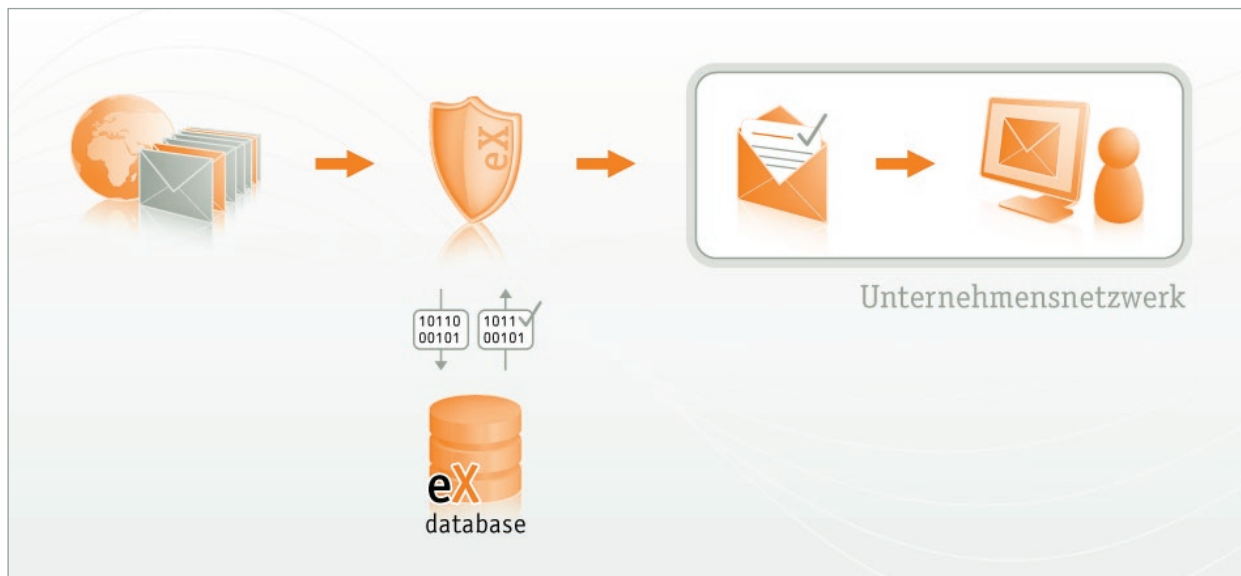 eX
Unternehmensnetzwerk
10110
00101
1011
00101
eX
database